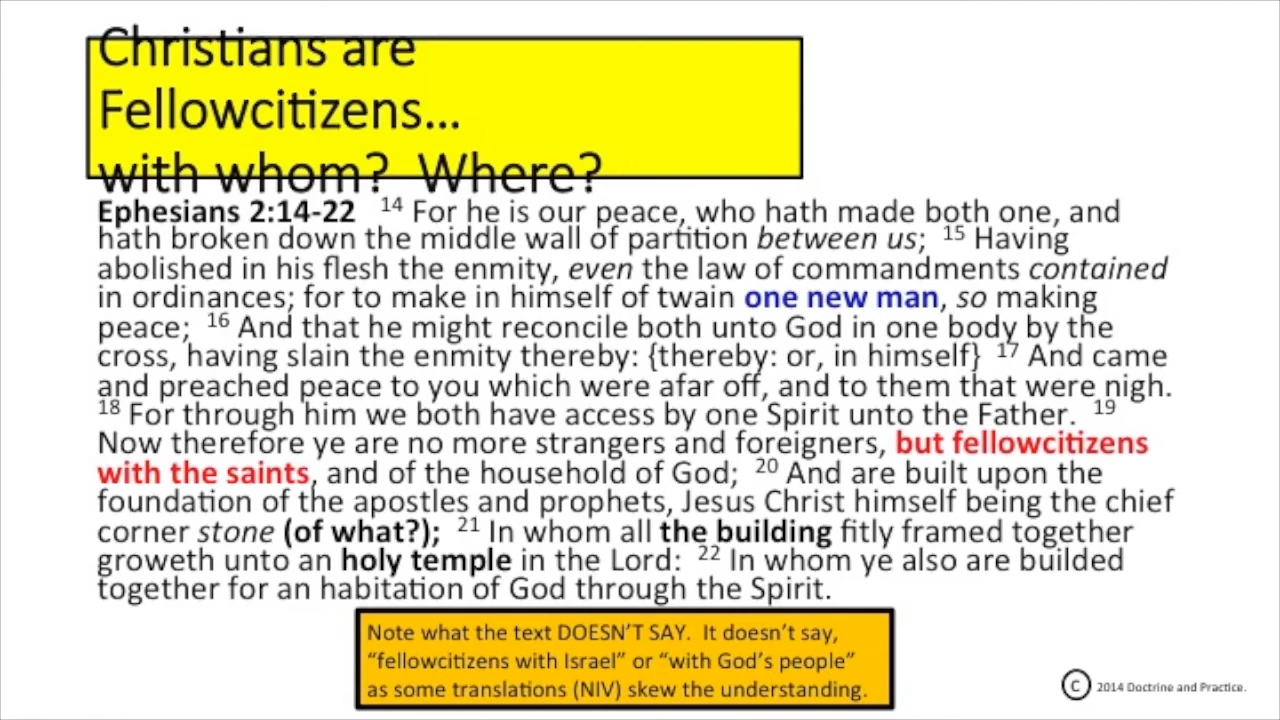 Christians are
Fellowcitizens…
with whom?  Where?
Ephesians 2:14-22   14 For he is our peace, who hath made both one, and
hath broken down the middle wall of partition between us;  15 Having
abolished in his flesh the enmity, even the law of commandments contained
in ordinances; for to make in himself of twain one new man, so making
peace;  16 And that he might reconcile both unto God in one body by the
cross, having slain the enmity thereby: {thereby: or, in himself}  17 And came
and preached peace to you which were afar off, and to them that were nigh.
18 For through him we both have access by one Spirit unto the Father.  19
Now therefore ye are no more strangers and foreigners, but fellowcitizens
with the saints, and of the household of God;  20 And are built upon the
foundation of the apostles and prophets, Jesus Christ himself being the chief
corner stone (of what?);  21 In whom all the building fitly framed together
groweth unto an holy temple in the Lord:  22 In whom ye also are builded
together for an habitation of God through the Spirit.
Note what the text DOESN'T SAY.  It doesn't say,
“fellowcitizens with Israel” or “with God's people”
as some translations (NIV) skew the understanding.
C 2014 Doctrine and Practice.